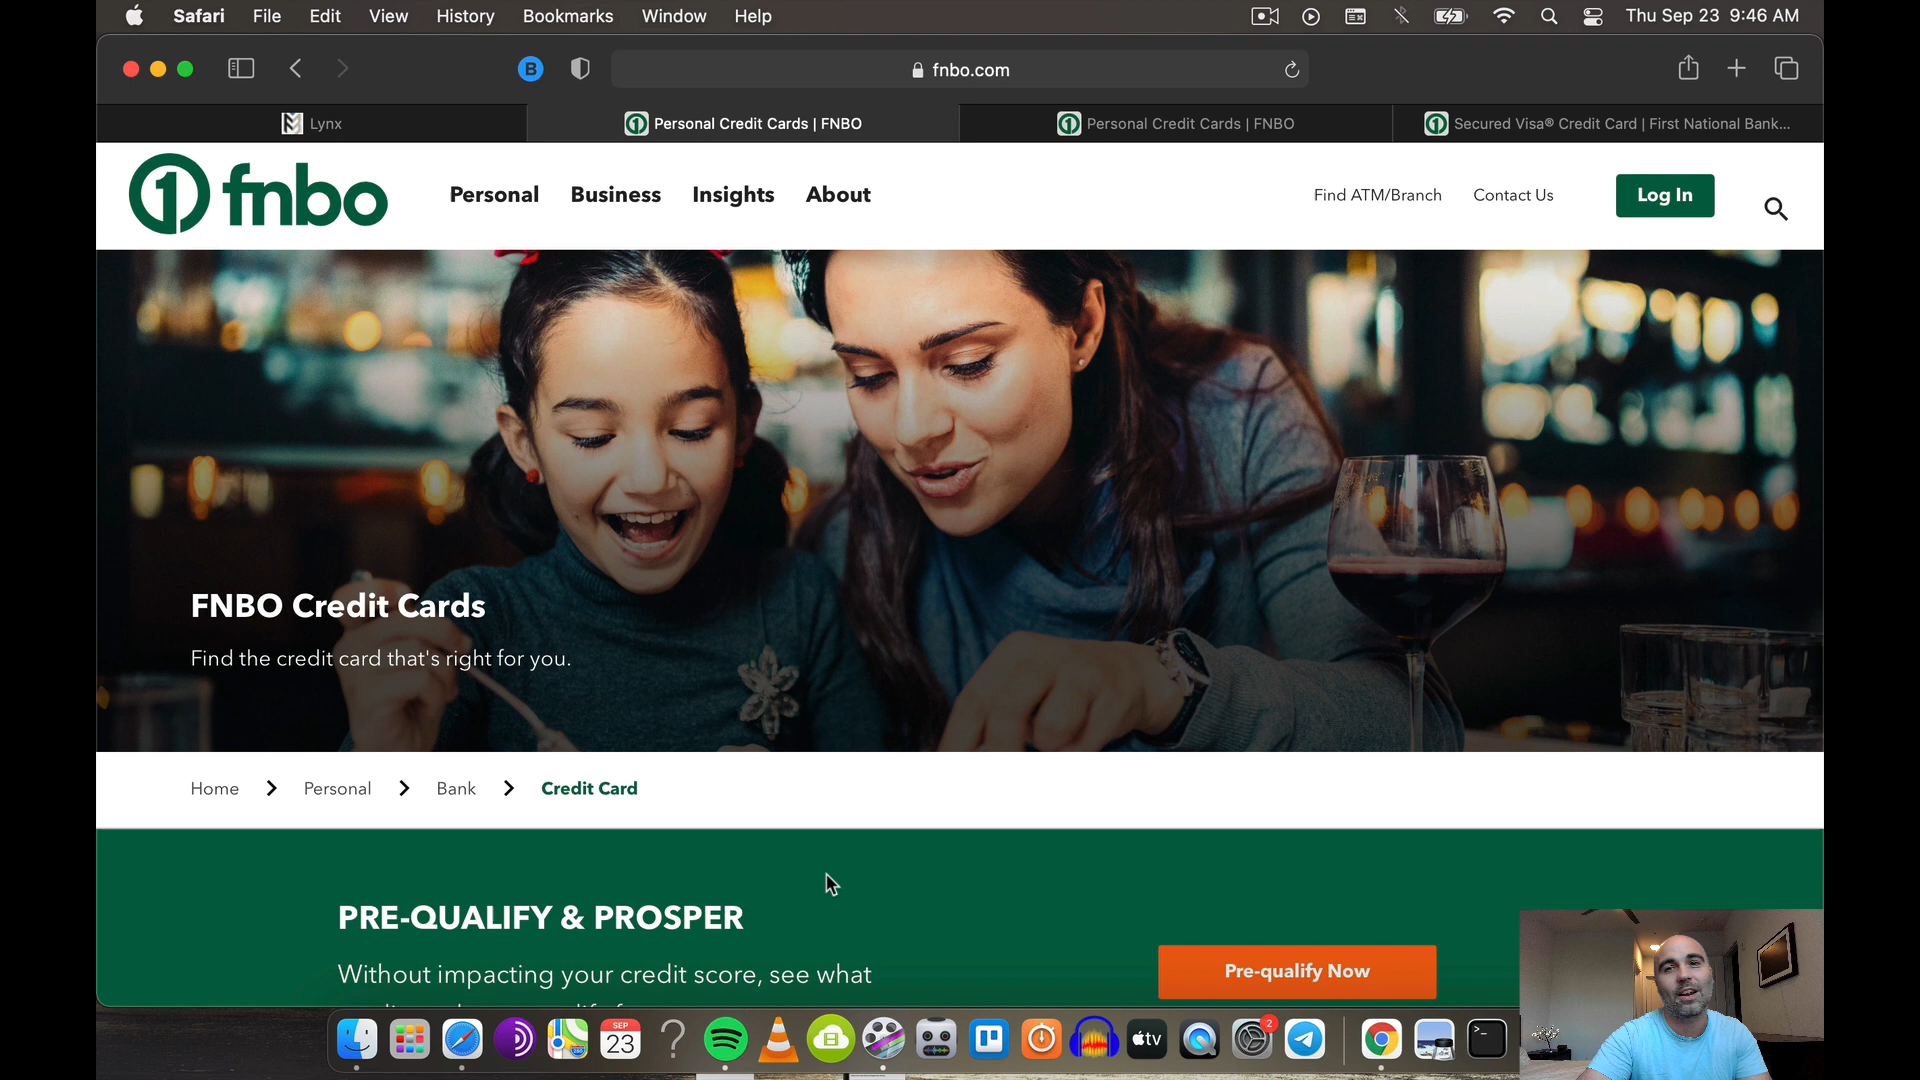 Safari File Edit View History Bookmarks Window Help Thu Sep 23 9:46 AM
B fnbo.com
Lynx Personal Credit Cards | FNBO Personal Credit Cards | FNBO Secured Visa® Credit Card | First National Bank...
1 fnbo Personal Business Insights About Find ATM/Branch Contact Us Log In
FNBO Credit Cards
Find the credit card that's right for you.
Home Personal Bank Credit Card
PRE-QUALIFY & PROSPER
Without impacting your credit score, see what
Pre-qualify Now
SEP
23
tv
2